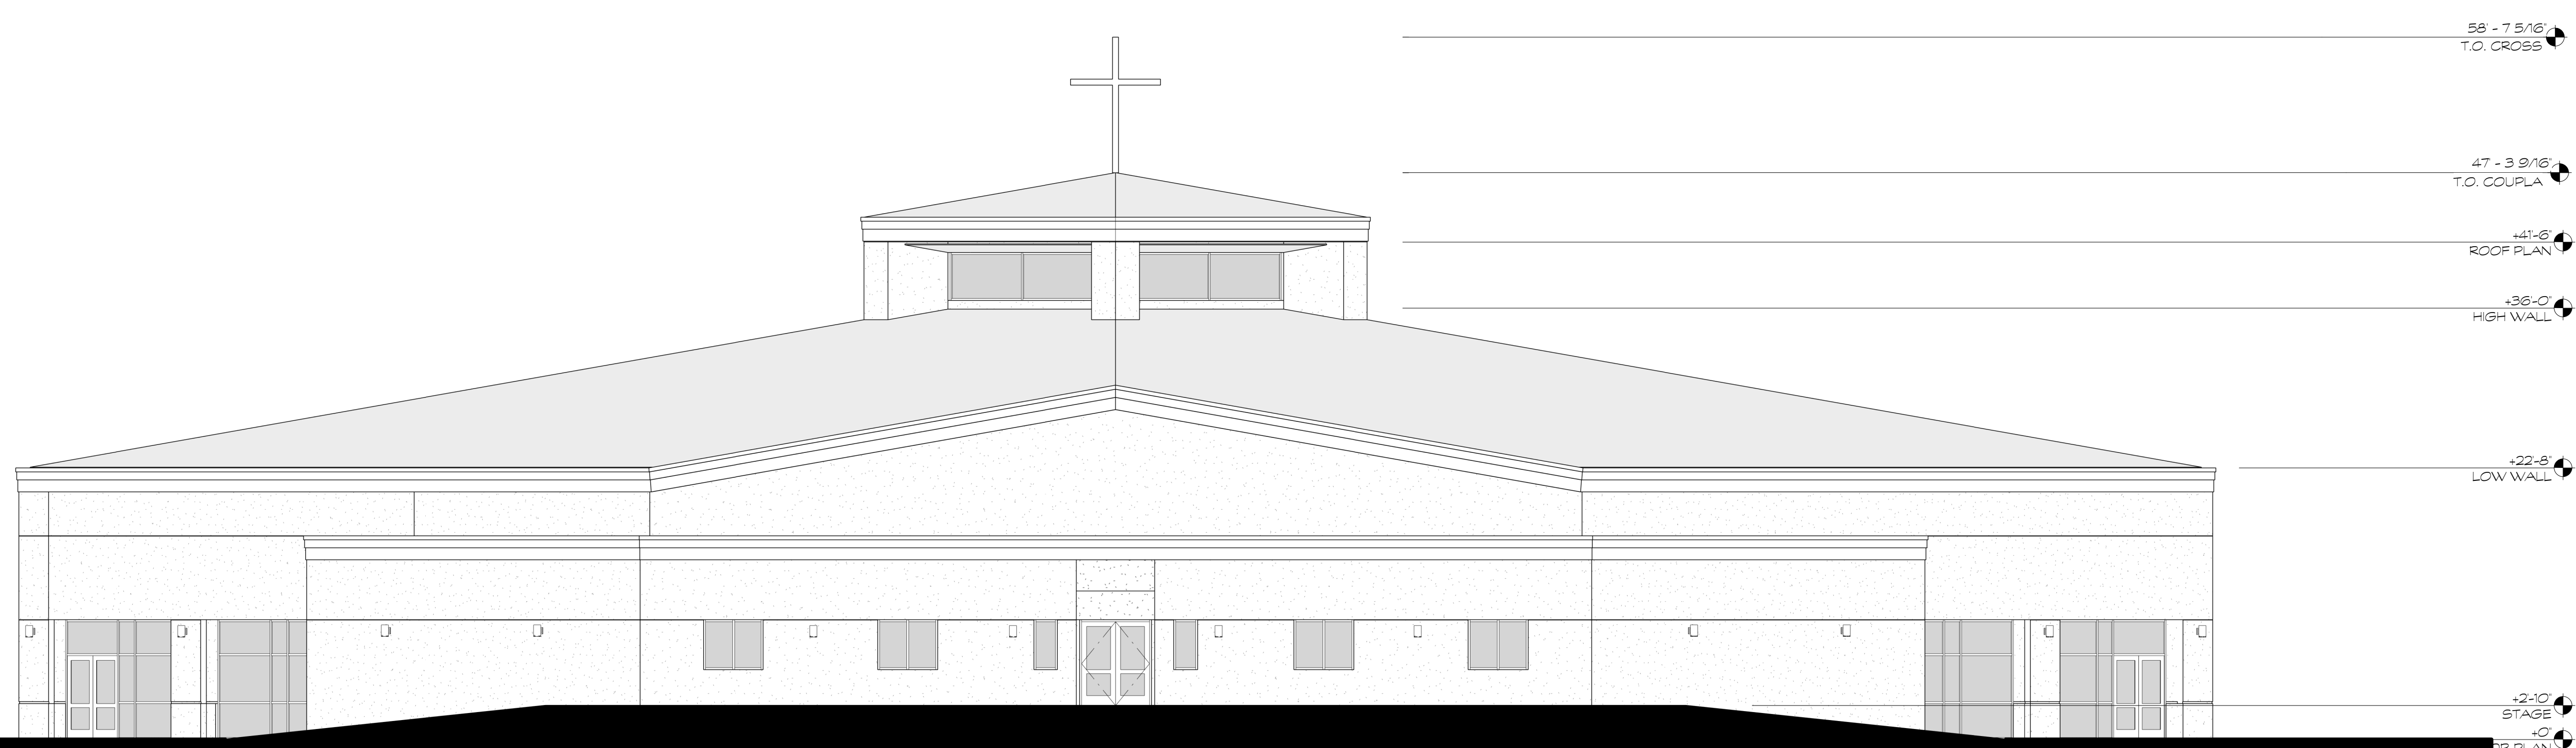 58' - 7 5/16"
T.O. CROSS
47' - 3 9/16"
T.O. COUPLA
+41'-6"
ROOF PLAN
+36'-0"
HIGH WALL
+22'-8"
LOW WALL
+2'-10"
STAGE
+0"
PLAN